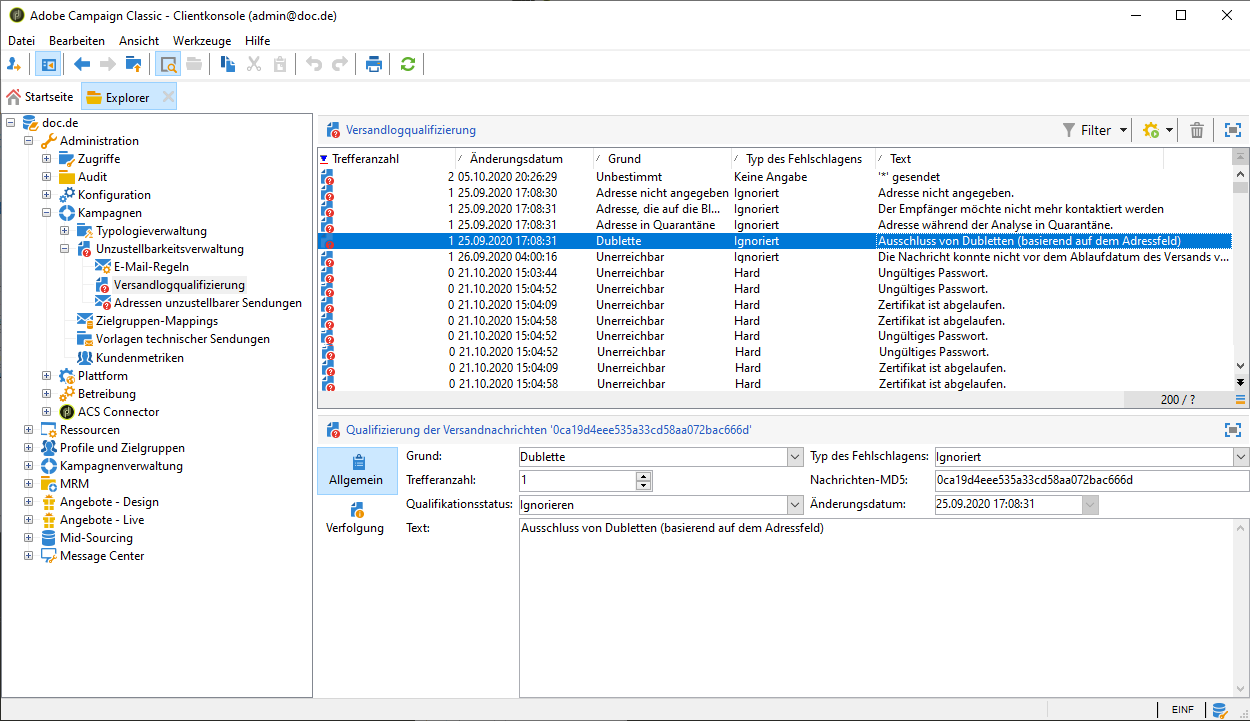 Adobe Campaign Classic - Clientkonsole (admin@doc.de)
Datei Bearbeiten Ansicht Werkzeuge Hilfe
Startseite Explorer
doc.de
Administration
Zugriffe
Audit
Konfiguration
Kampagnen
Typologieverwaltung
Unzustellbarkeitsverwaltung
E-Mail-Regeln
Versandlogqualifizierung
Adressen unzustellbarer Sendungen
Zielgruppen-Mappings
Vorlagen technischer Sendungen
Kundenmetriken
Plattform
Betreibung
ACS Connector
Ressourcen
Profile und Zielgruppen
Kampagnenverwaltung
MRM
Angebote - Design
Angebote - Live
Mid-Sourcing
Message Center
Versandlogqualifizierung Filter
Trefferanzahl Änderungsdatum Grund Typ des Fehlschlagens Text
2 05.10.2020 20:26:29 Unbestimmt Keine Angabe '*' gesendet
1 25.09.2020 17:08:30 Adresse nicht angegeben Ignoriert Adresse nicht angegeben.
1 25.09.2020 17:08:31 Adresse, die auf die Bl... Ignoriert Der Empfänger möchte nicht mehr kontaktiert werden
1 25.09.2020 17:08:31 Adresse in Quarantäne Ignoriert Adresse während der Analyse in Quarantäne.
1 25.09.2020 17:08:31 Dublette Ignoriert Ausschluss von Dubletten (basierend auf dem Adressfeld)
1 26.09.2020 04:00:16 Unerreichbar Ignoriert Die Nachricht konnte nicht vor dem Ablaufdatum des Versands v...
0 21.10.2020 15:03:44 Unerreichbar Hard Ungültiges Passwort.
0 21.10.2020 15:04:52 Unerreichbar Hard Ungültiges Passwort.
0 21.10.2020 15:04:09 Unerreichbar Hard Zertifikat ist abgelaufen.
0 21.10.2020 15:04:58 Unerreichbar Hard Zertifikat ist abgelaufen.
0 21.10.2020 15:04:52 Unerreichbar Hard Ungültiges Passwort.
0 21.10.2020 15:04:52 Unerreichbar Hard Ungültiges Passwort.
0 21.10.2020 15:04:09 Unerreichbar Hard Zertifikat ist abgelaufen.
0 21.10.2020 15:04:58 Unerreichbar Hard Zertifikat ist abgelaufen.
200 / ?
Qualifizierung der Versandnachrichten '0ca19d4eee535a33cd58aa072bac666d'
Allgemein
Verfolgung
Grund: Dublette Typ des Fehlschlagens: Ignoriert
Trefferanzahl: 1 Nachrichten-MD5: 0ca19d4eee535a33cd58aa072bac666d
Qualifikationsstatus: Ignorieren Änderungsdatum: 25.09.2020 17:08:31
Text: Ausschluss von Dubletten (basierend auf dem Adressfeld)
EINF